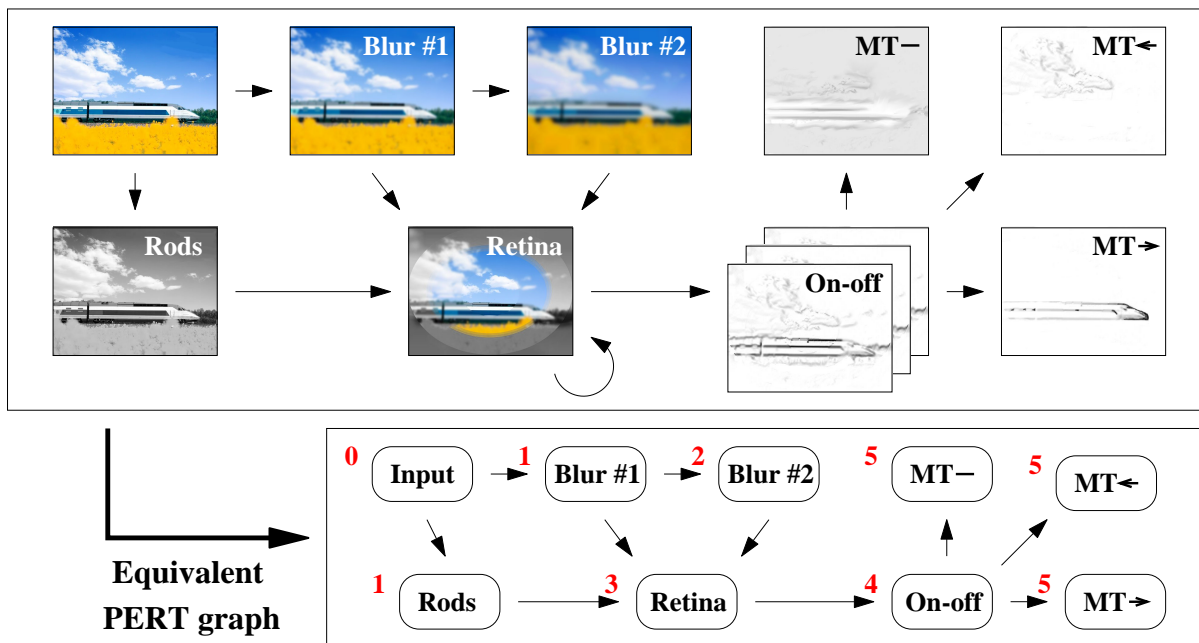 Blur #1
Blur #2
MT
MT
Rods
Retina
On-off
MT
Equivalent
PERT graph
0
Input
1
Blur #1
2
Blur #2
5
MT
5
MT
1
Rods
3
Retina
4
On-off
5
MT